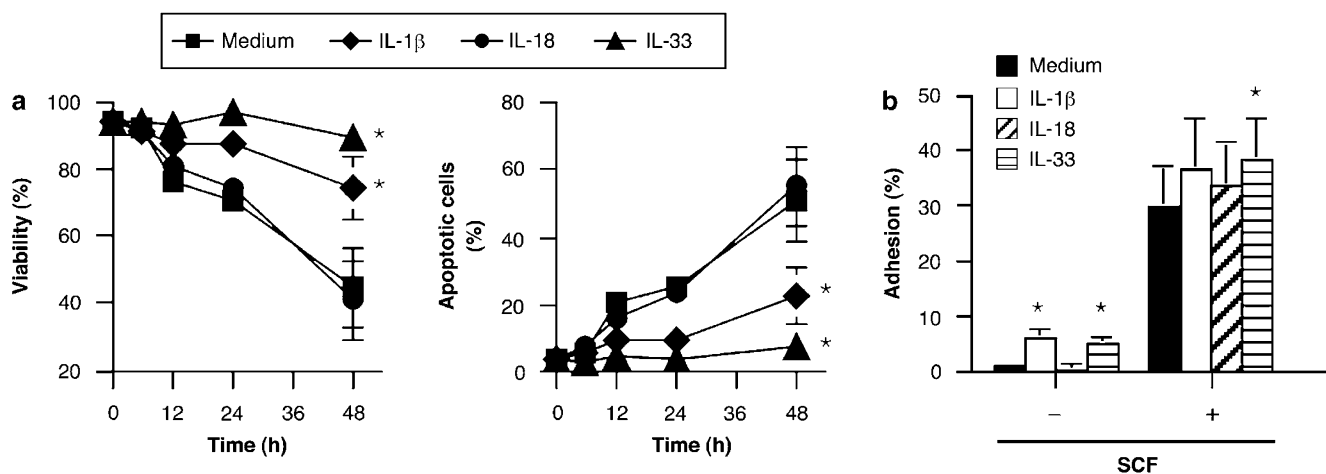 Medium IL-1β IL-18 IL-33
a
100
80
60
40
20
Viability (%)
0 12 24 36 48
Time (h)
*
*
80
60
40
20
0
Apoptotic cells
(%)
0 12 24 36 48
Time (h)
*
*
b
Medium
IL-1β
IL-18
IL-33
50
40
30
20
10
0
Adhesion (%)
* * *
− +
SCF